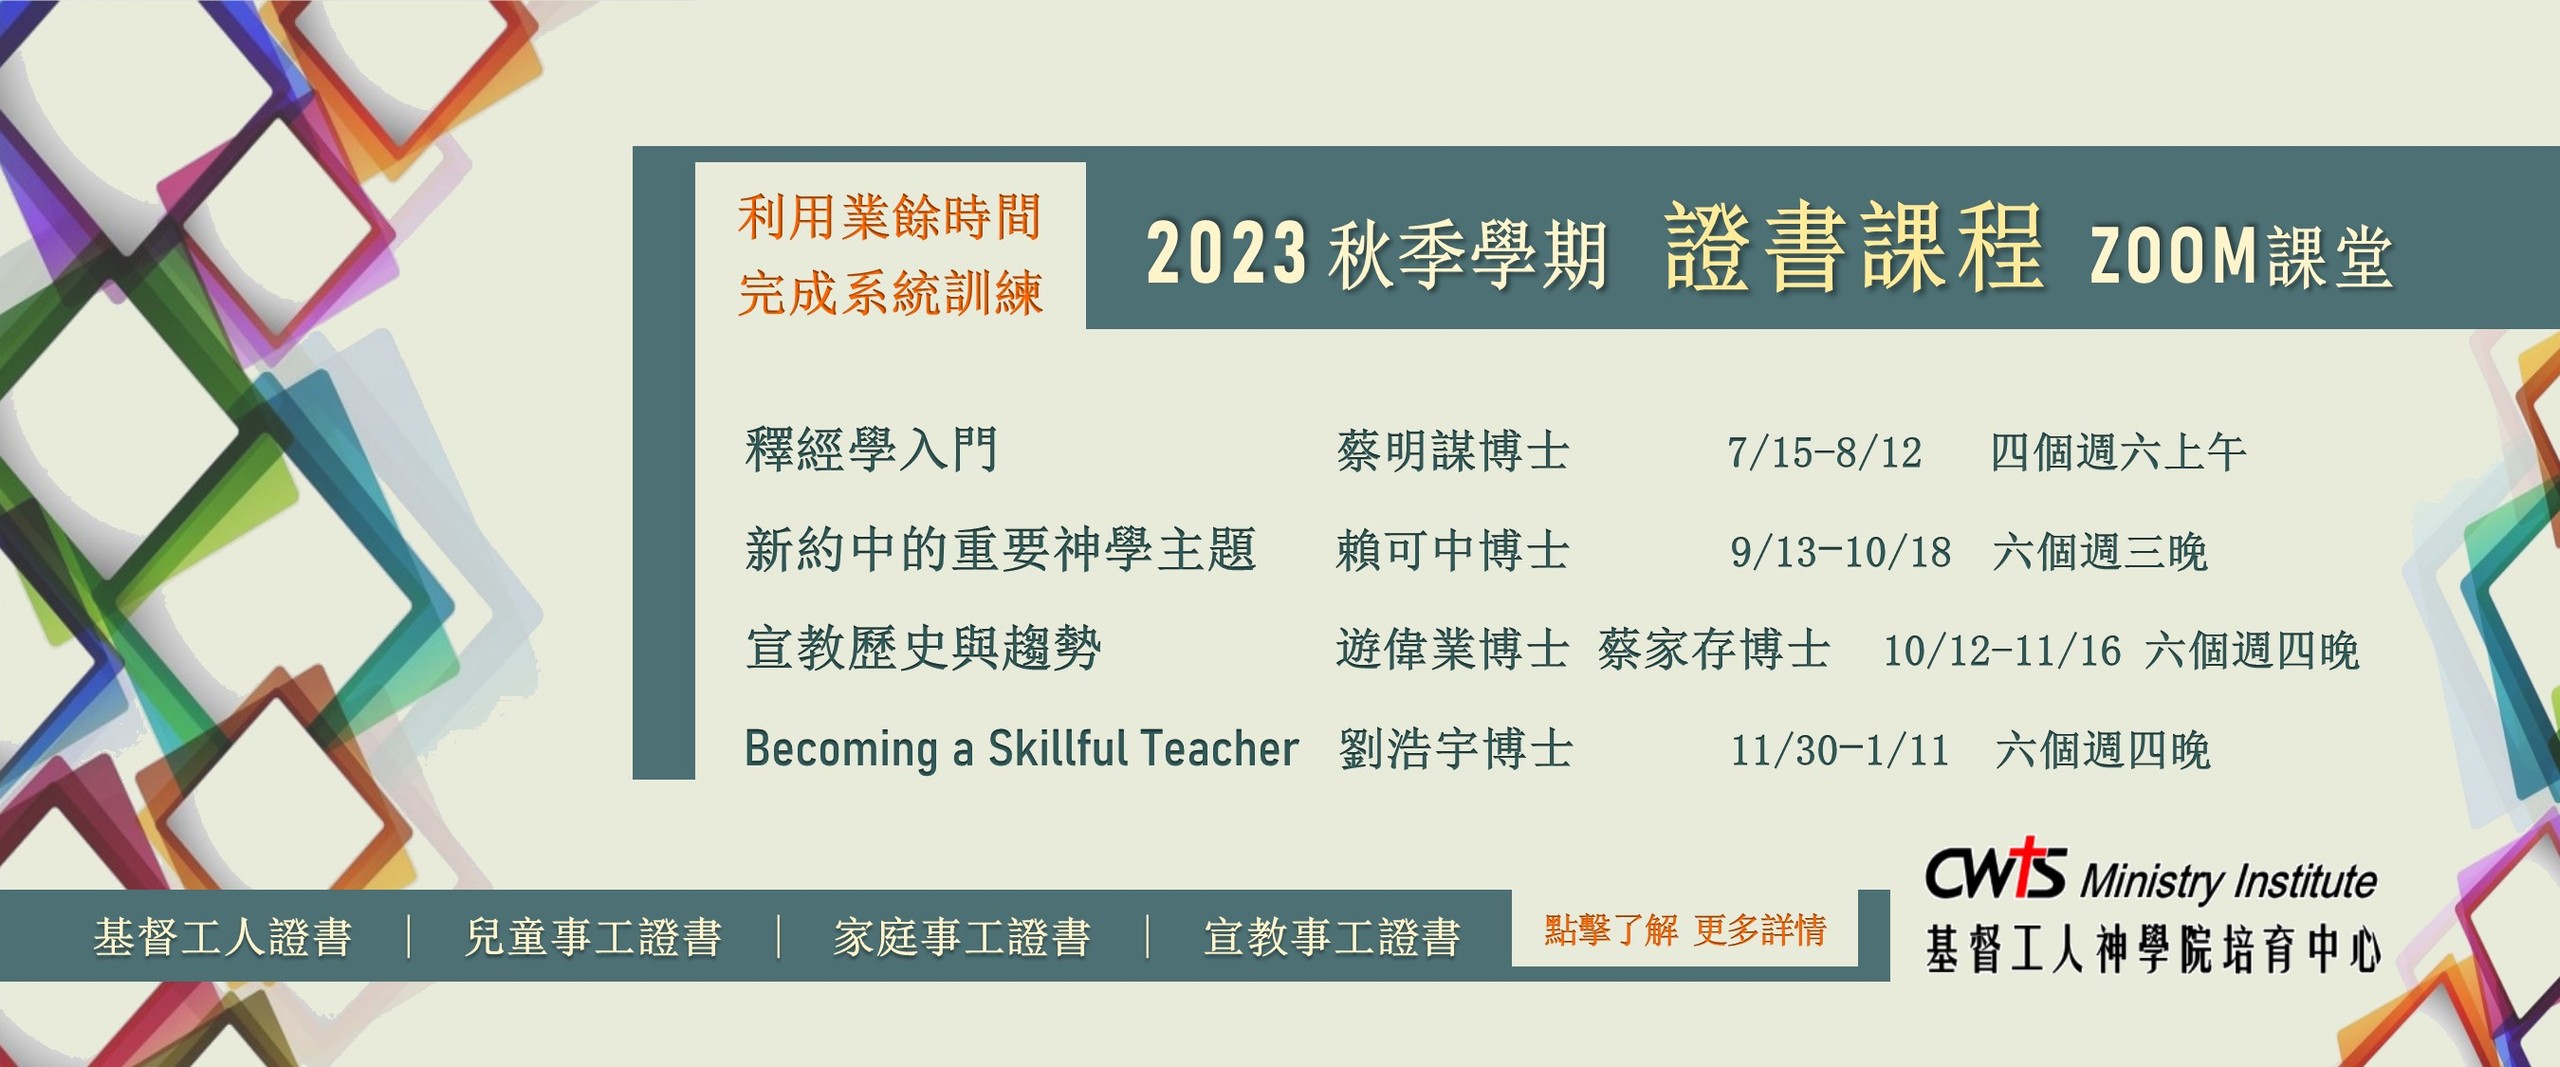 利用業餘時間
完成系統訓練
2023 秋季學期 證書課程 ZOOM課堂
釋經學入門 蔡明謀博士 7/15-8/12 四個週六上午
新約中的重要神學主題 賴可中博士 9/13-10/18 六個週三晚
宣教歷史與趨勢 遊偉業博士 蔡家存博士 10/12-11/16 六個週四晚
Becoming a Skillful Teacher 劉浩宇博士 11/30-1/11 六個週四晚
基督工人證書 | 兒童事工證書 | 家庭事工證書 | 宣教事工證書
點擊了解 更多詳情
CWTS Ministry Institute
基督工人神學院培育中心